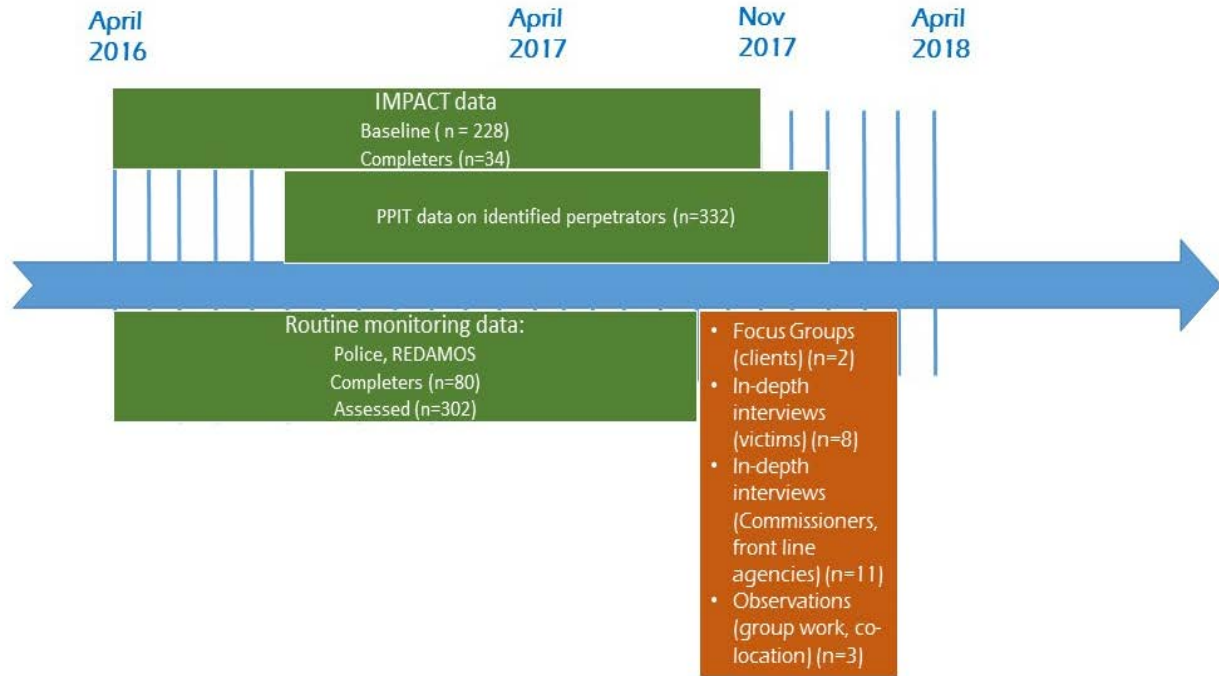 April
2016
April
2017
Nov
2017
April
2018
IMPACT data
Baseline ( n = 228)
Completers (n=34)
PPIT data on identified perpetrators (n=332)
Routine monitoring data:
Police, REDAMOS
Completers (n=80)
Assessed (n=302)
• Focus Groups
(clients) (n=2)
• In-depth
interviews
(victims) (n=8)
• In-depth
interviews
(Commissioners,
front line
agencies) (n=11)
• Observations
(group work, co-
location) (n=3)